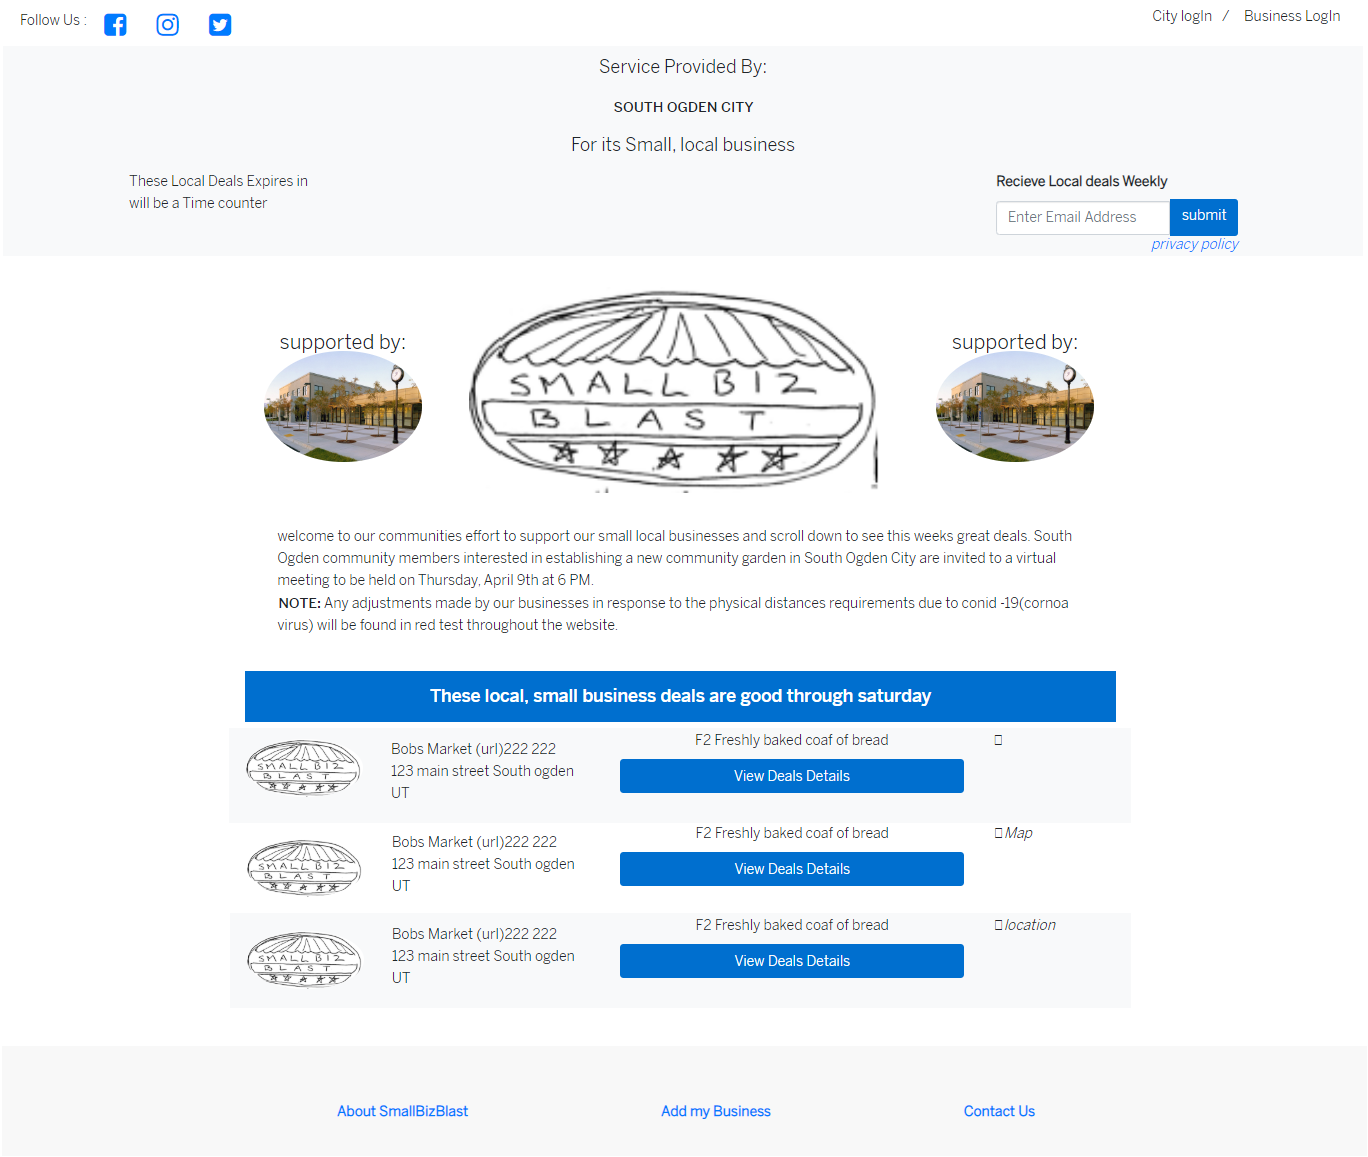 Follow Us :
City logIn / Business LogIn
Service Provided By:
SOUTH OGDEN CITY
For its Small, local business
These Local Deals Expires in
will be a Time counter
Recieve Local deals Weekly
Enter Email Address submit
privacy policy
supported by:
SMALL BIZ
BLAST
supported by:
welcome to our communities effort to support our small local businesses and scroll down to see this weeks great deals. South
Ogden community members interested in establishing a new community garden in South Ogden City are invited to a virtual
meeting to be held on Thursday, April 9th at 6 PM.
NOTE: Any adjustments made by our businesses in response to the physical distances requirements due to conid -19(cornoa
virus) will be found in red test throughout the website.
These local, small business deals are good through saturday
SMALL BIZ
BLAST
Bobs Market (url)222 222
123 main street South ogden
UT
F2 Freshly baked coaf of bread
View Deals Details
SMALL BIZ
BLAST
Bobs Market (url)222 222
123 main street South ogden
UT
F2 Freshly baked coaf of bread
View Deals Details
Map
SMALL BIZ
BLAST
Bobs Market (url)222 222
123 main street South ogden
UT
F2 Freshly baked coaf of bread
View Deals Details
location
About SmallBizBlast
Add my Business
Contact Us